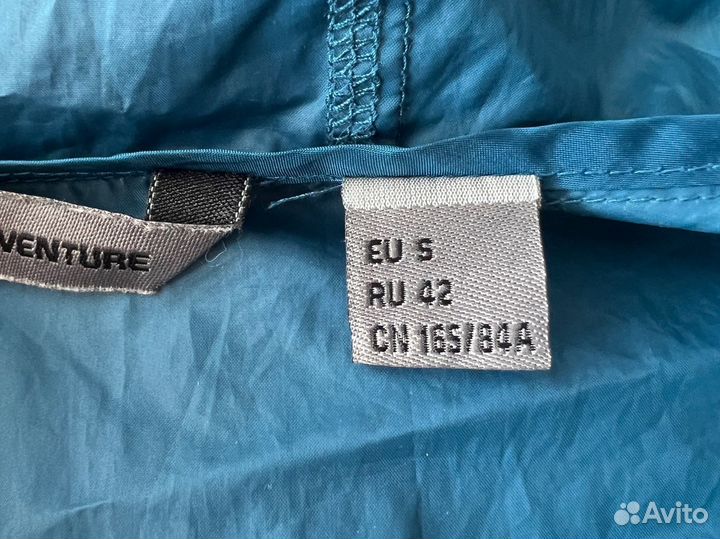 VENTURE
EU S
RU 42
CN 165/84A
Avito